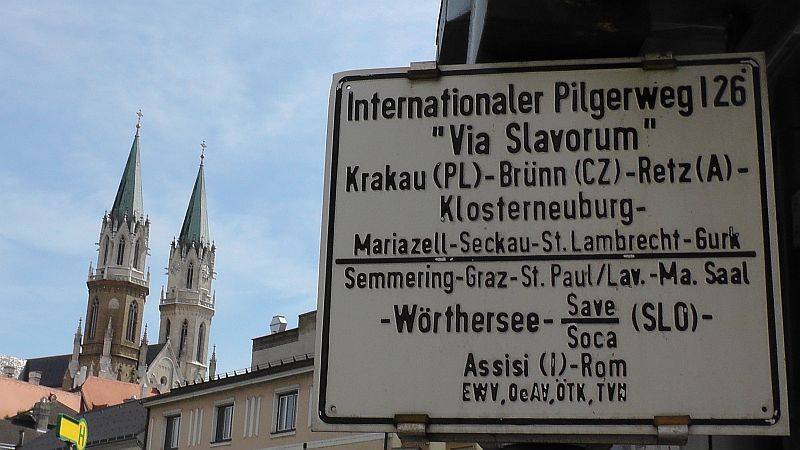 Internationaler Pilgerweg I 26
"Via Slavorum"
Krakau (PL)-Brünn (CZ)-Retz(A)-
Klosterneuburg-
Mariazell-Seckau-St.Lambrecht-Gurk
Semmering-Graz-St.Paul/Lav.-Ma.Saal
-Wörthersee- Save (SLO)-
Soca
Assisi (I)-Rom
EWV, OeAV, ÖTK, TVN
H